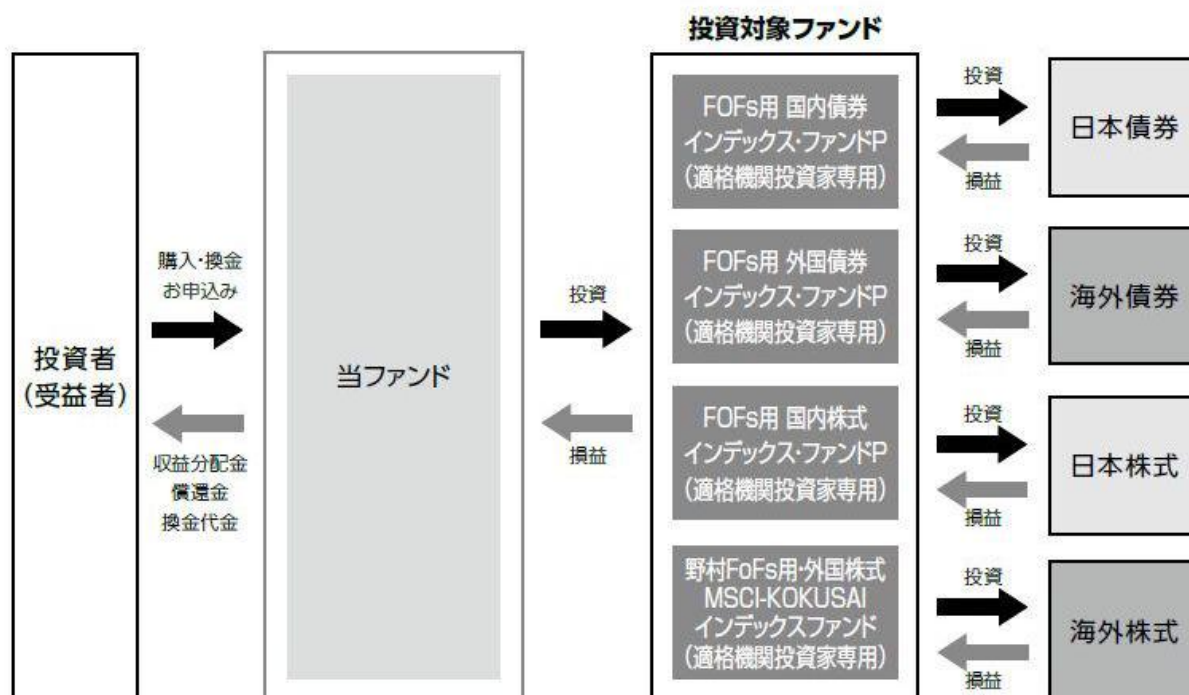 投資対象ファンド
投資者
(受益者)
購入・換金
お申込み
収益分配金
償還金
換金代金
当ファンド
投資
損益
FOFs用 国内債券
インデックス・ファンドP
(適格機関投資家専用)
投資
損益
日本債券
FOFs用 外国債券
インデックス・ファンドP
(適格機関投資家専用)
投資
損益
海外債券
FOFs用 国内株式
インデックス・ファンドP
(適格機関投資家専用)
投資
損益
日本株式
野村FoFs用・外国株式
MSCI-KOKUSAI
インデックスファンド
(適格機関投資家専用)
投資
損益
海外株式